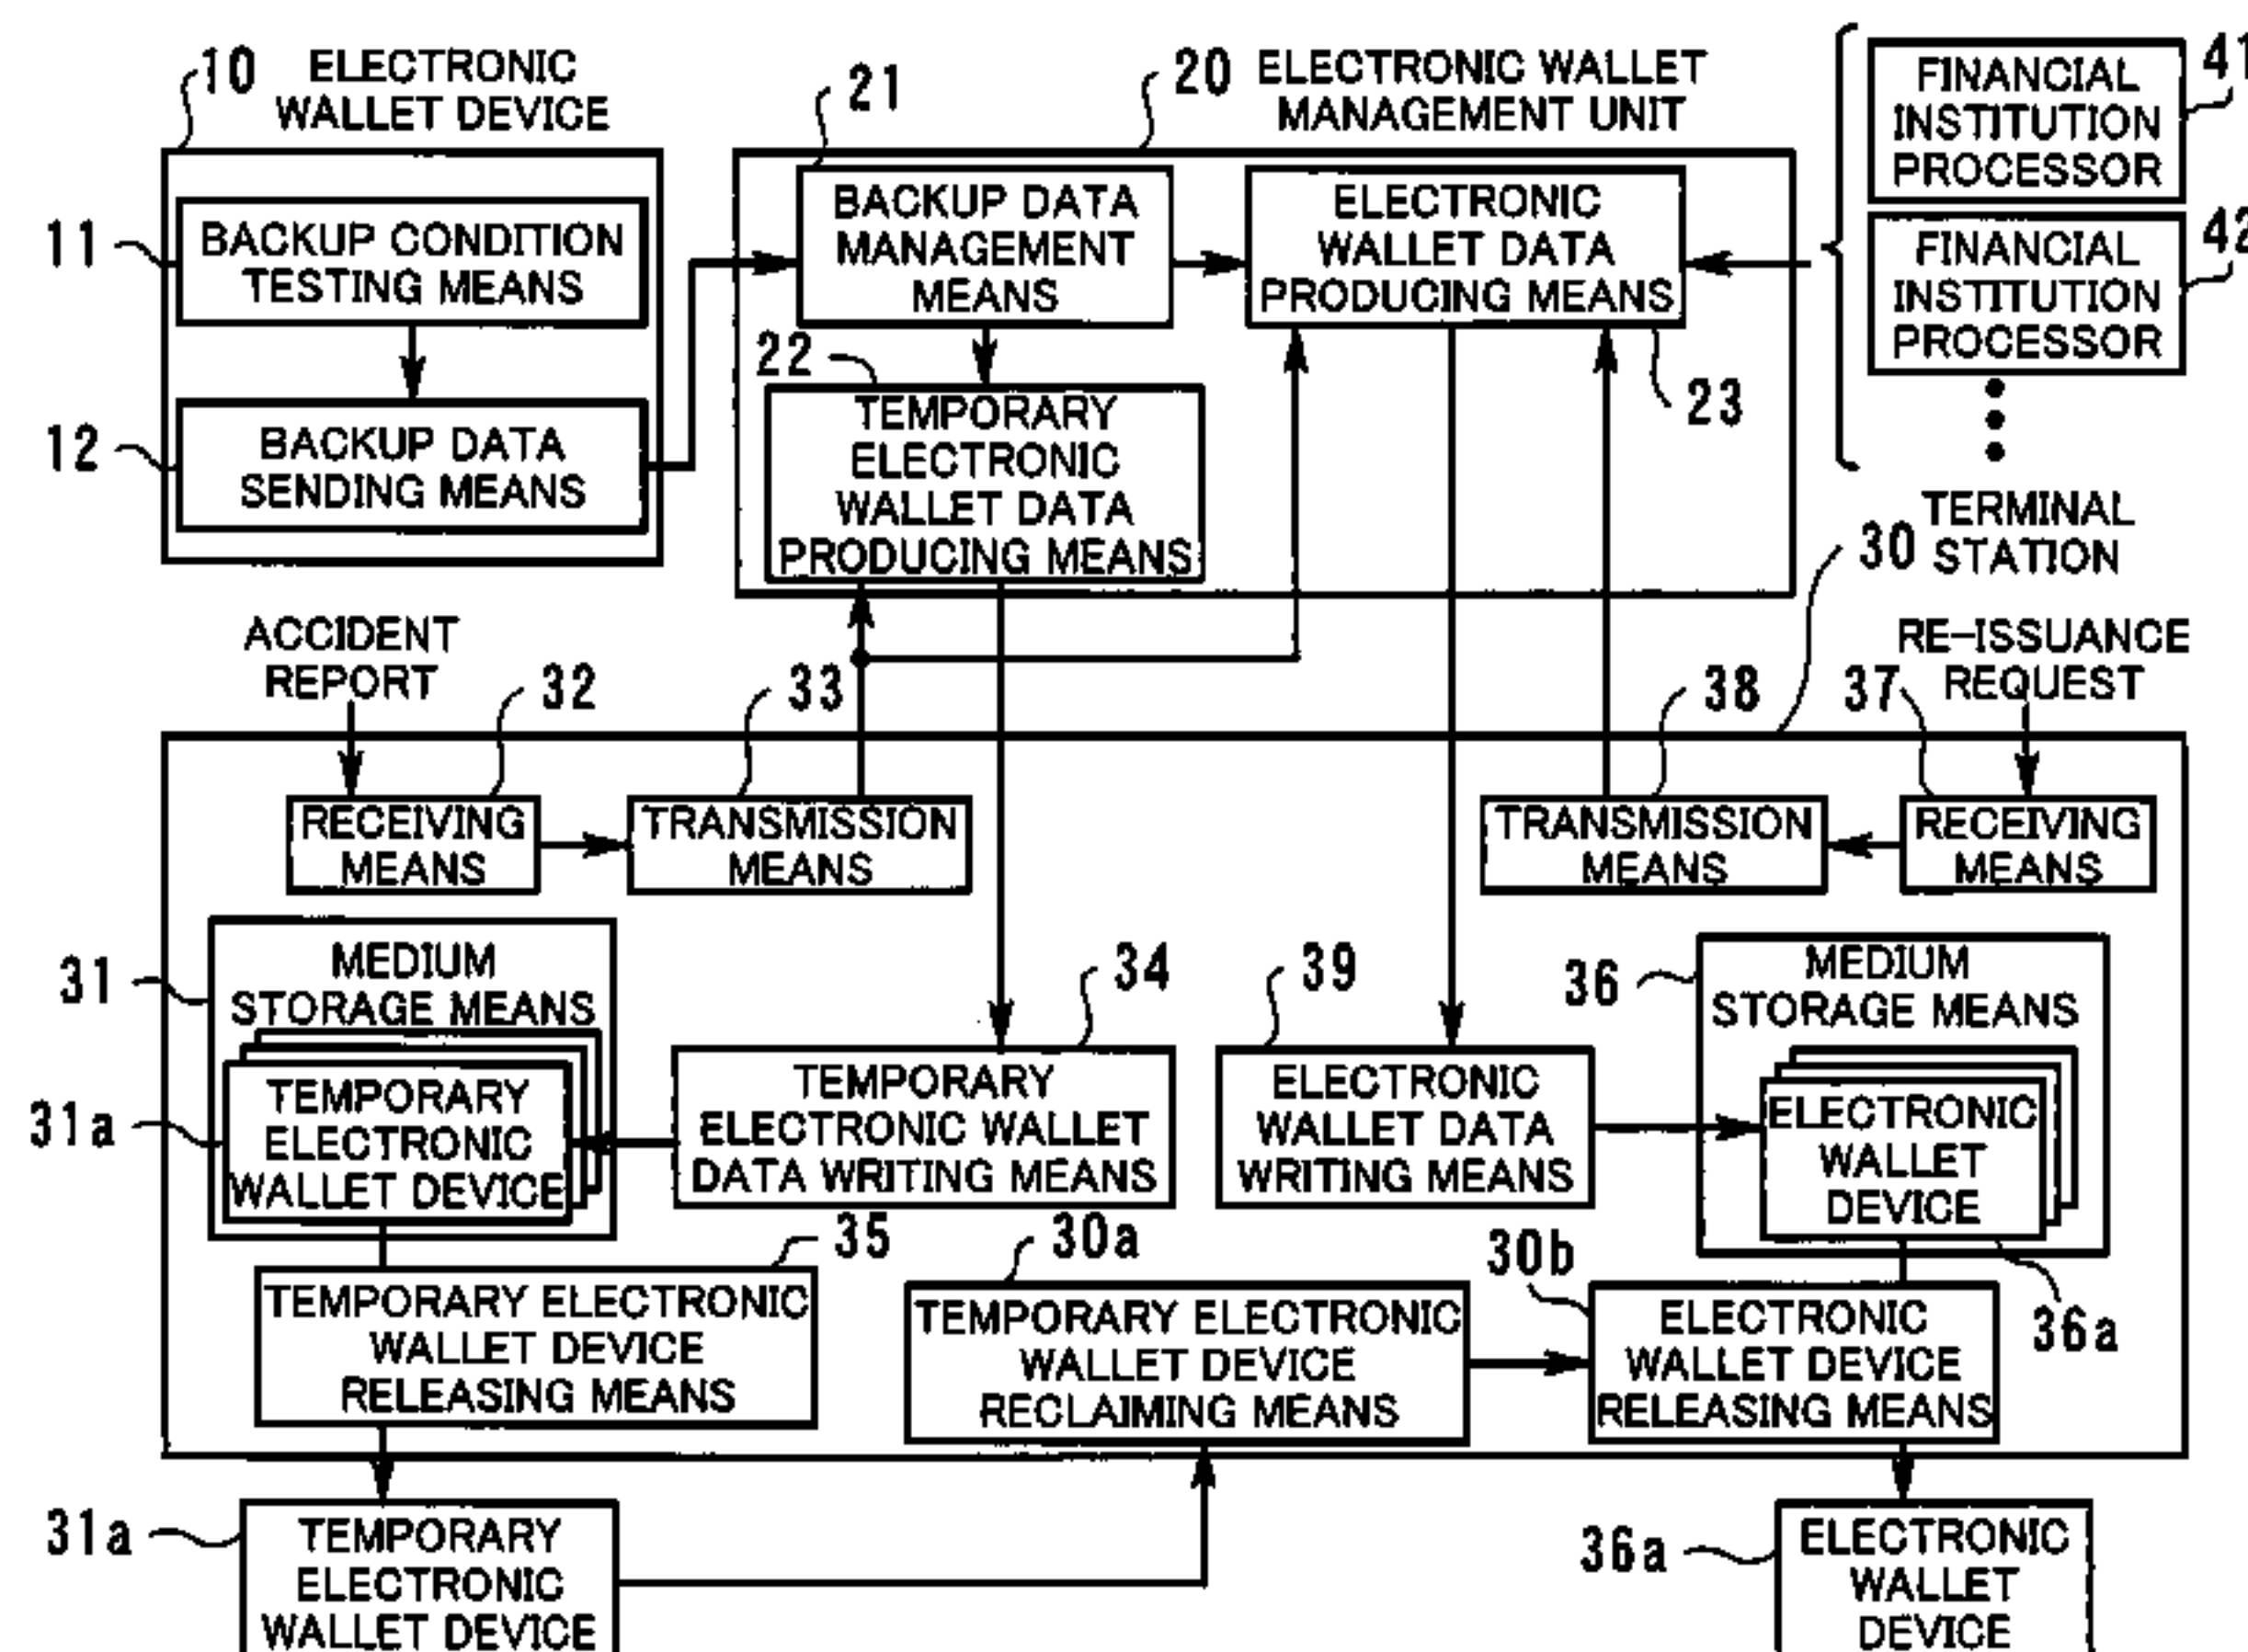 10
ELECTRONIC
WALLET DEVICE
11
BACKUP CONDITION
TESTING MEANS
12
BACKUP DATA
SENDING MEANS
20
ELECTRONIC WALLET
MANAGEMENT UNIT
21
BACKUP DATA
MANAGEMENT
MEANS
ELECTRONIC
WALLET DATA
PRODUCING MEANS
23
22
TEMPORARY
ELECTRONIC
WALLET DATA
PRODUCING MEANS
FINANCIAL
INSTITUTION
PROCESSOR
41
FINANCIAL
INSTITUTION
PROCESSOR
42
30
TERMINAL
STATION
ACCIDENT
REPORT
32
33
38
37
RE-ISSUANCE
REQUEST
RECEIVING
MEANS
TRANSMISSION
MEANS
TRANSMISSION
MEANS
RECEIVING
MEANS
31
MEDIUM
STORAGE MEANS
31a
TEMPORARY
ELECTRONIC
WALLET DEVICE
34
TEMPORARY
ELECTRONIC WALLET
DATA WRITING MEANS
39
ELECTRONIC
WALLET DATA
WRITING MEANS
36
MEDIUM
STORAGE MEANS
ELECTRONIC
WALLET
DEVICE
36a
35
TEMPORARY ELECTRONIC
WALLET DEVICE
RELEASING MEANS
30a
TEMPORARY ELECTRONIC
WALLET DEVICE
RECLAIMING MEANS
30b
ELECTRONIC
WALLET DEVICE
RELEASING MEANS
31a
TEMPORARY
ELECTRONIC
WALLET DEVICE
36a
ELECTRONIC
WALLET
DEVICE